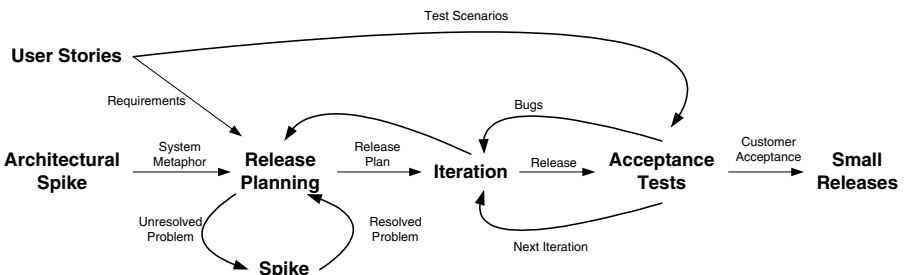 Test Scenarios
User Stories
Requirements
Bugs
Architectural
Spike
System
Metaphor
Release
Planning
Release
Plan
Iteration
Release
Acceptance
Tests
Customer
Acceptance
Small
Releases
Unresolved
Problem
Resolved
Problem
Next Iteration
Spike